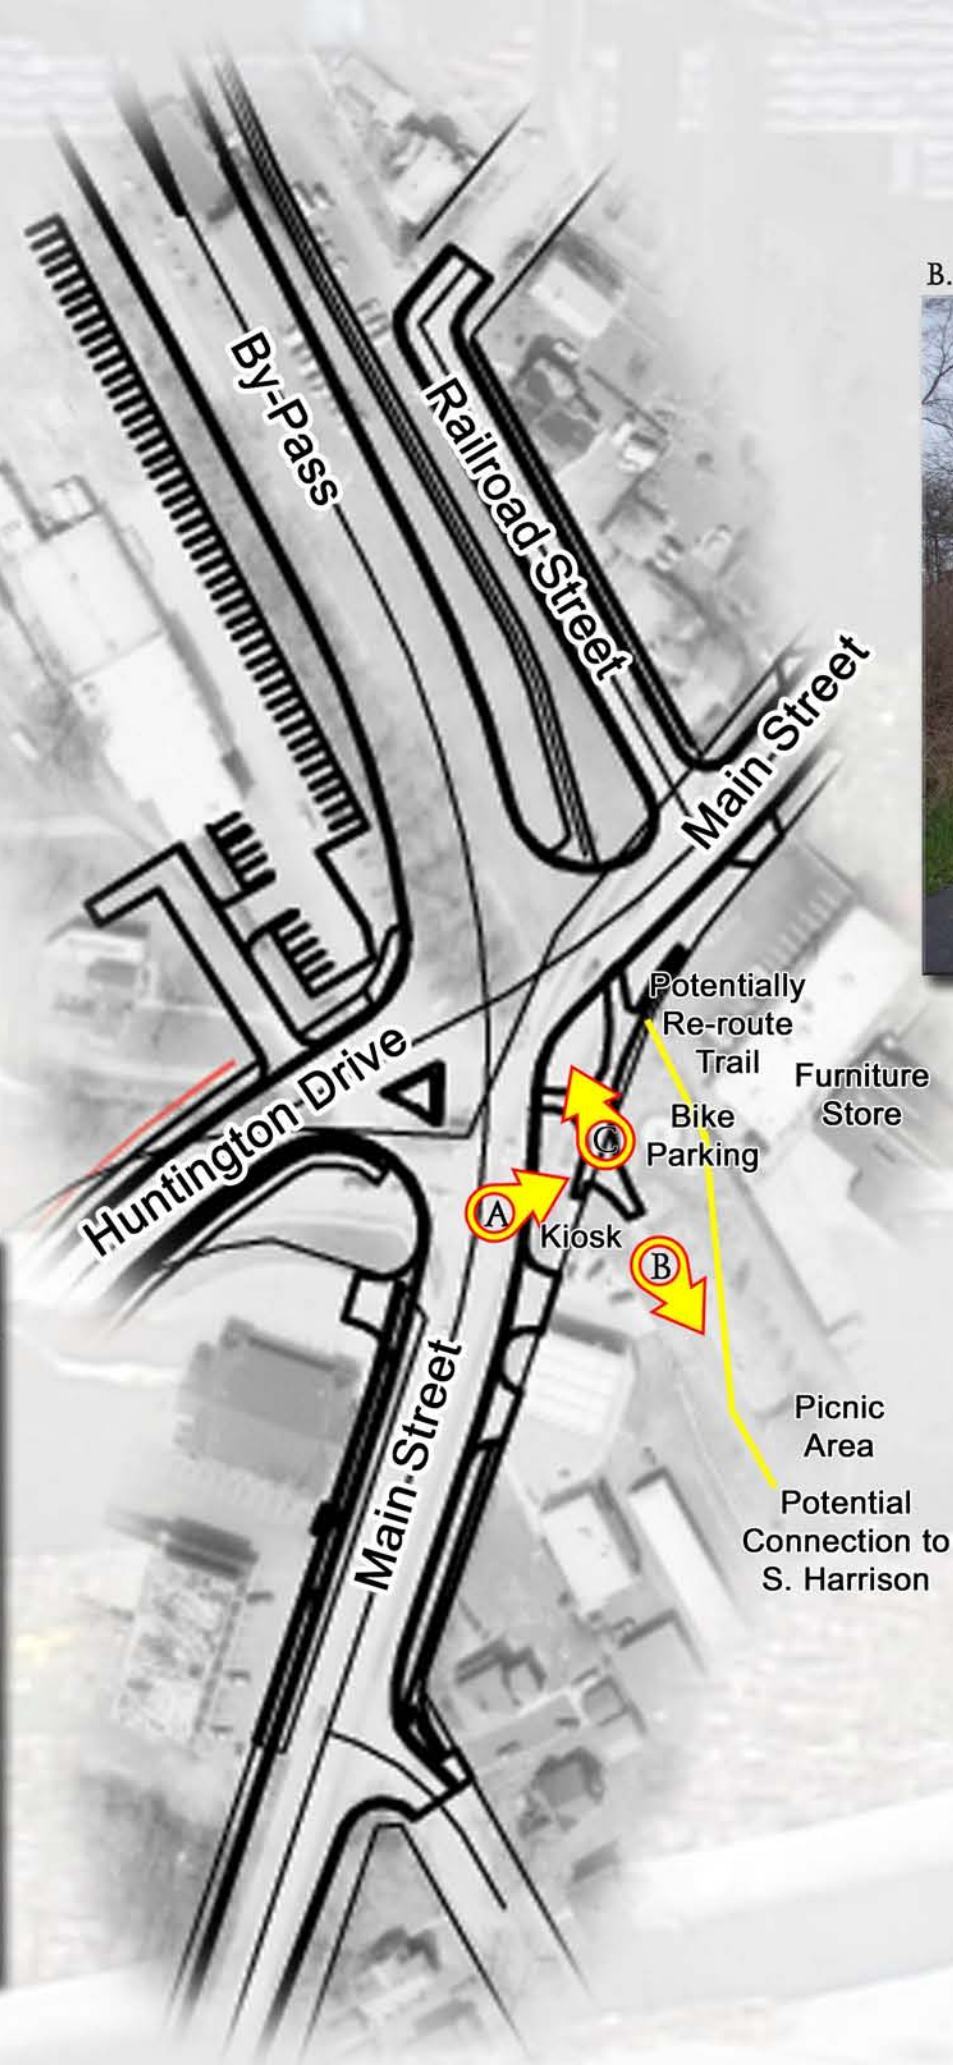 B.
By-Pass
Railroad Street
Main Street
Potentially
Re-route
Trail
Furniture
Store
Bike
Parking
Huntington Drive
C
A
Kiosk
B
Main Street
Picnic
Area
Potential
Connection to
S. Harrison